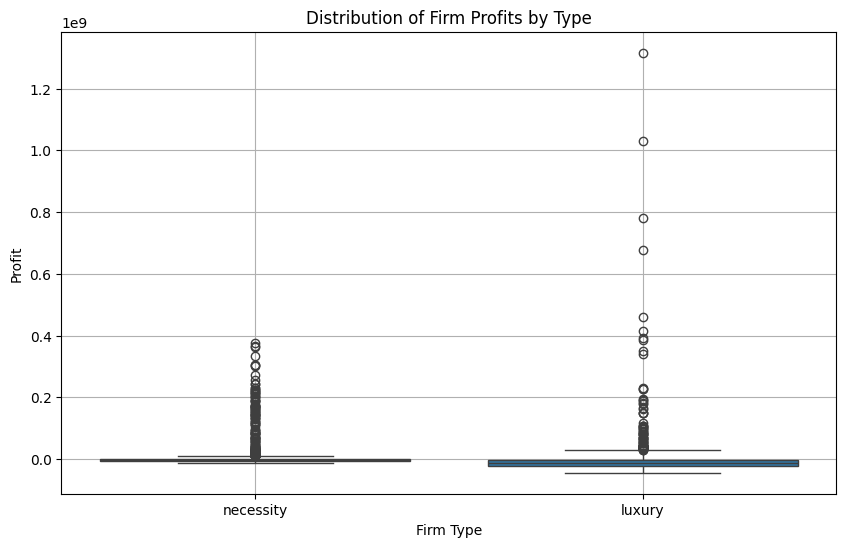 Distribution of Firm Profits by Type
1e9
1.2
1.0
0.8
0.6
0.4
0.2
0.0
Profit
necessity
luxury
Firm Type